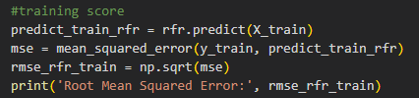 #training score
predict_train_rfr = rfr.predict(X_train)
mse = mean_squared_error(y_train, predict_train_rfr)
rmse_rfr_train = np.sqrt(mse)
print('Root Mean Squared Error:', rmse_rfr_train)